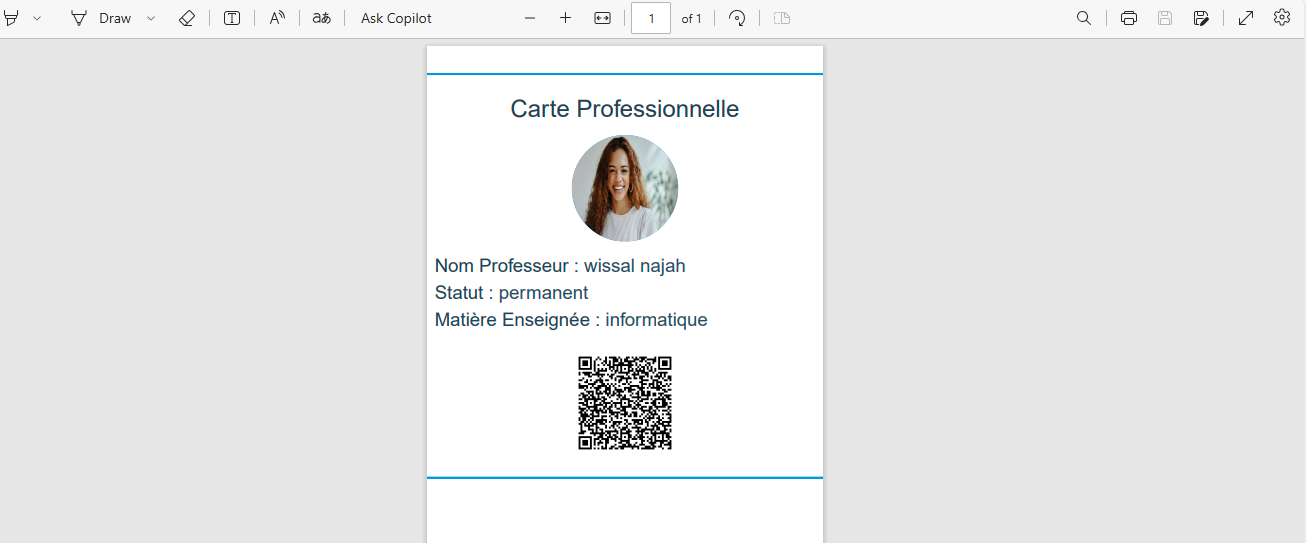 Draw
Ask Copilot
1 of 1
Carte Professionnelle
Nom Professeur : wissal najah
Statut : permanent
Matière Enseignée : informatique